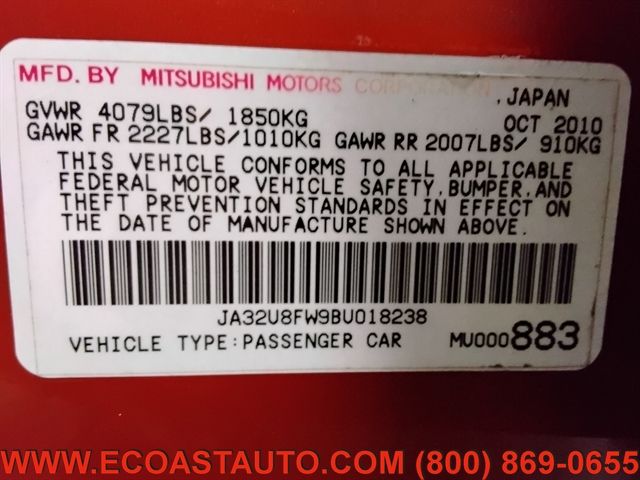 MFD. BY MITSUBISHI MOTORS CORPORATION, JAPAN
GVWR 4079LBS/ 1850KG OCT 2010
GAWR FR 2227LBS/1010KG GAWR RR 2007LBS/ 910KG
THIS VEHICLE CONFORMS TO ALL APPLICABLE
FEDERAL MOTOR VEHICLE SAFETY, BUMPER, AND
THEFT PREVENTION STANDARDS IN EFFECT ON
THE DATE OF MANUFACTURE SHOWN ABOVE.
JA32U8FW9BU018238
VEHICLE TYPE:PASSENGER CAR MU000883
WWW.ECOASTAUTO.COM (800) 869-0655